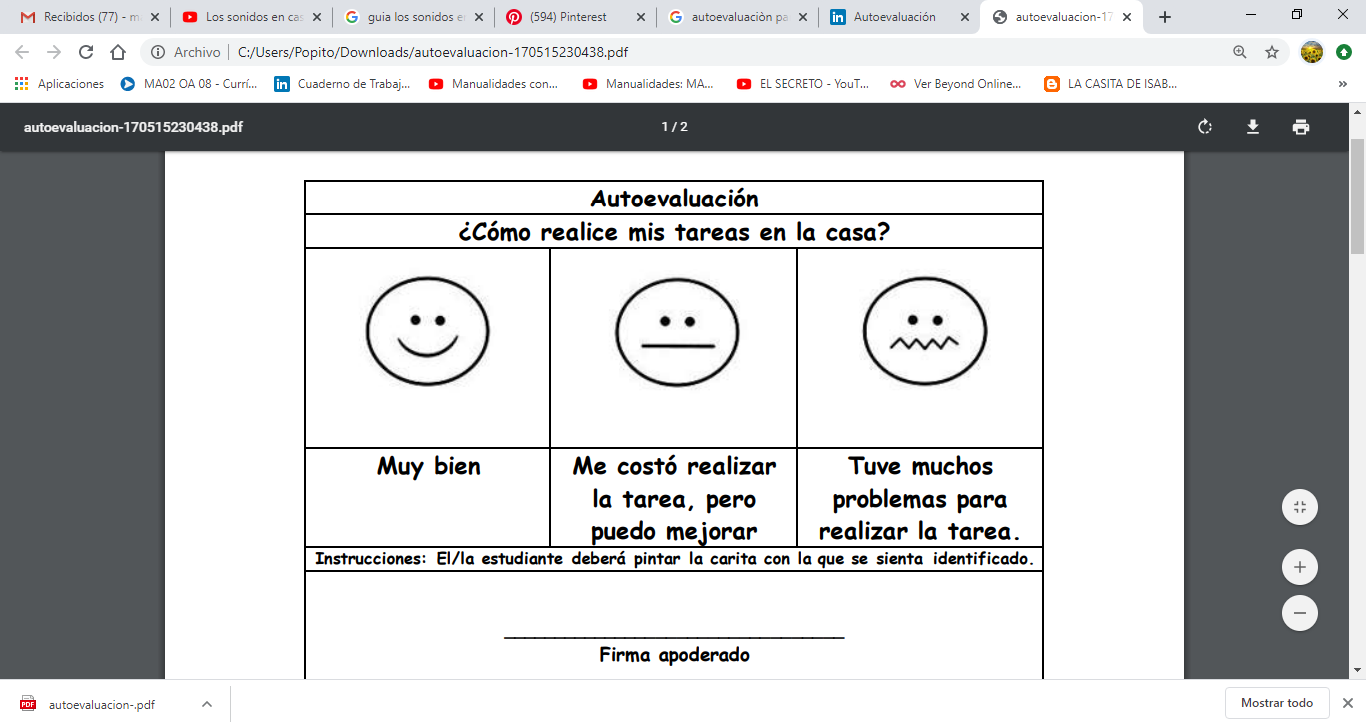 Recibidos (77) - m
Los sonidos en cas
guia los sonidos e
(594) Pinterest
autoevaluaciòn pa
Autoevaluación
autoevaluacion-17
Archivo
C:/Users/Popito/Downloads/autoevaluacion-170515230438.pdf
Aplicaciones
MA02 OA 08 - Currí...
Cuaderno de Trabaj...
Manualidades con...
Manualidades: MA...
EL SECRETO - YouT...
Ver Beyond Online...
LA CASITA DE ISAB...
»
autoevaluacion-170515230438.pdf
1 / 2
Autoevaluación
¿Cómo realice mis tareas en la casa?
Muy bien
Me costó realizar
la tarea, pero
puedo mejorar
Tuve muchos
problemas para
realizar la tarea.
Instrucciones: El/la estudiante deberá pintar la carita con la que se sienta identificado.
Firma apoderado
PDF
autoevaluacion-.pdf
Mostrar todo